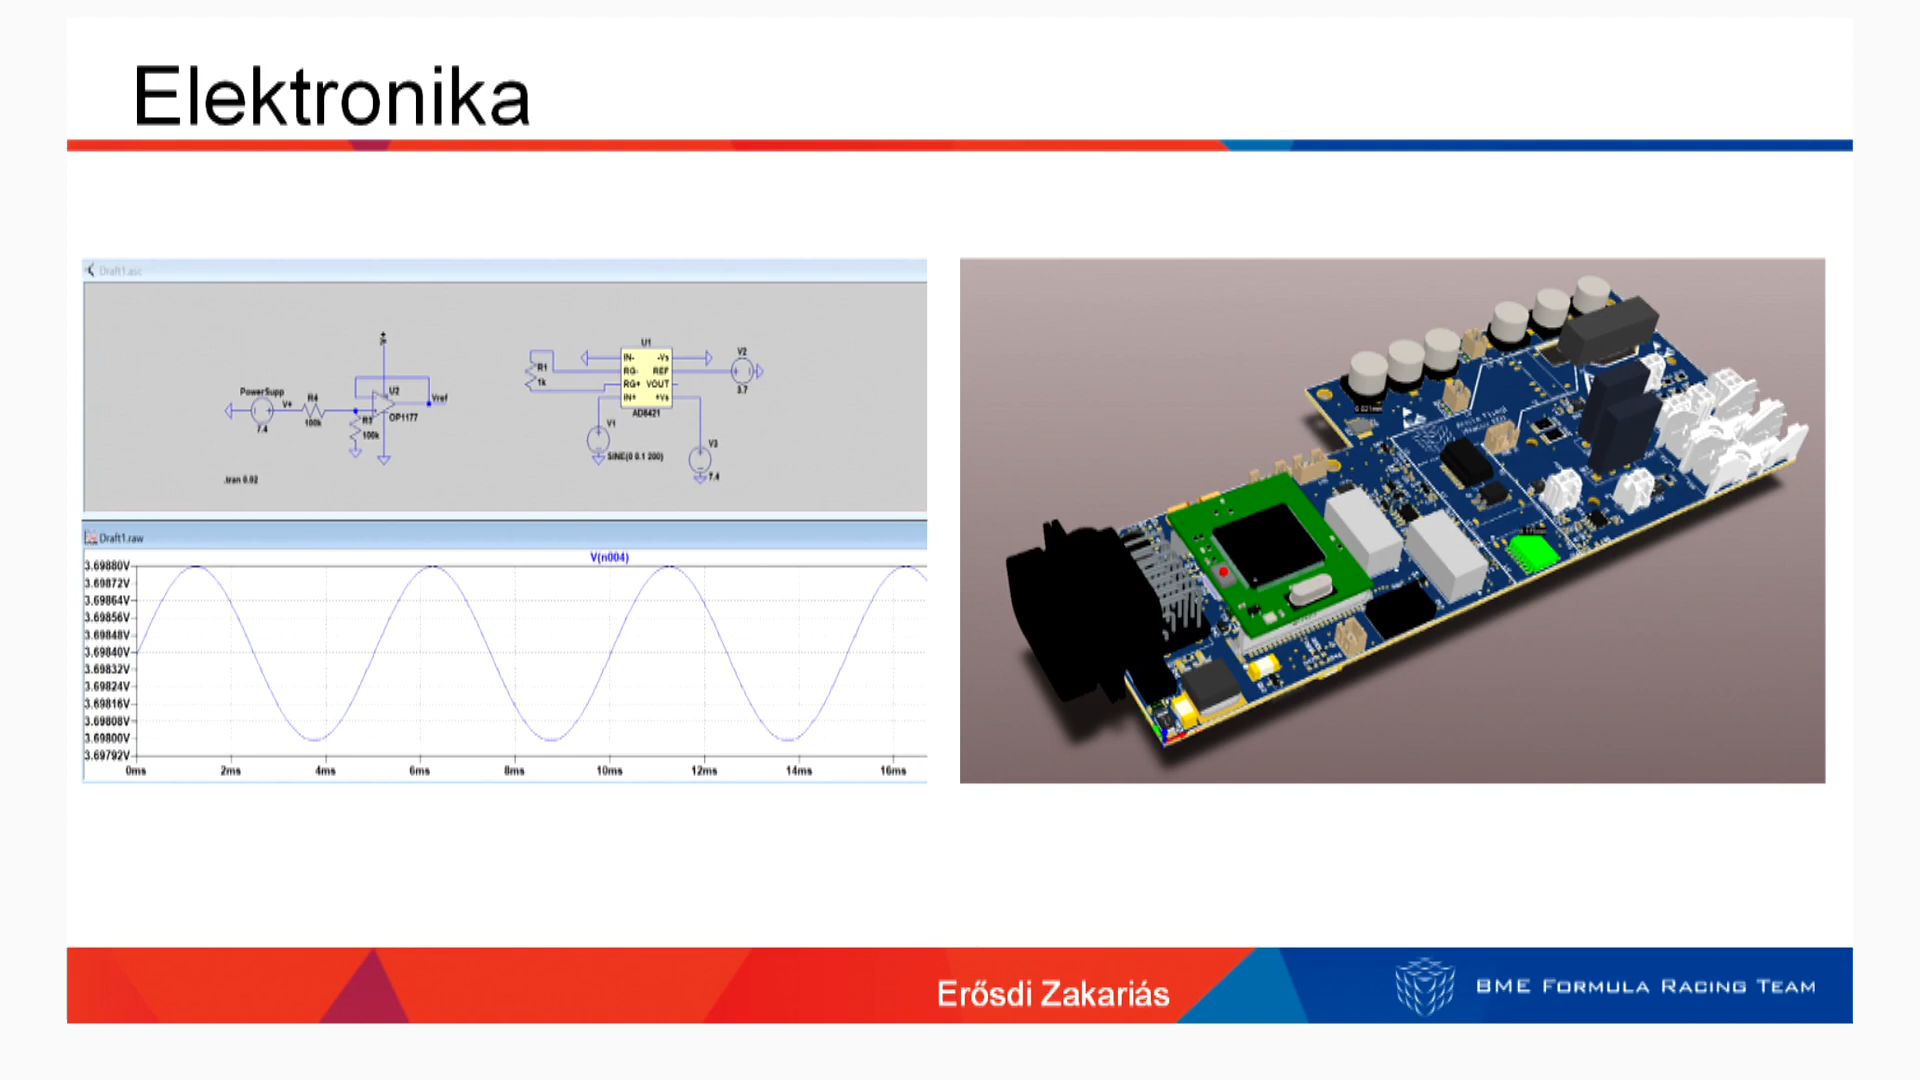 Elektronika
Draft1.asc
V+
PowerSupp
V+
R4
100k
7.4
R3
100k
U2
OP1177
Vref
.tran 0.02
R1
1k
U1
IN- -Vs
RG- REF
RG+ VOUT
IN+ +Vs
AD8421
V2
3.7
V1
SINE(0 0.1 200)
V3
7.4
Draft1.raw
V(n004)
3.69880V
3.69872V
3.69864V
3.69856V
3.69848V
3.69840V
3.69832V
3.69824V
3.69816V
3.69808V
3.69800V
3.69792V
0ms 2ms 4ms 6ms 8ms 10ms 12ms 14ms 16ms
Erősdi Zakariás
BME FORMULA RACING TEAM